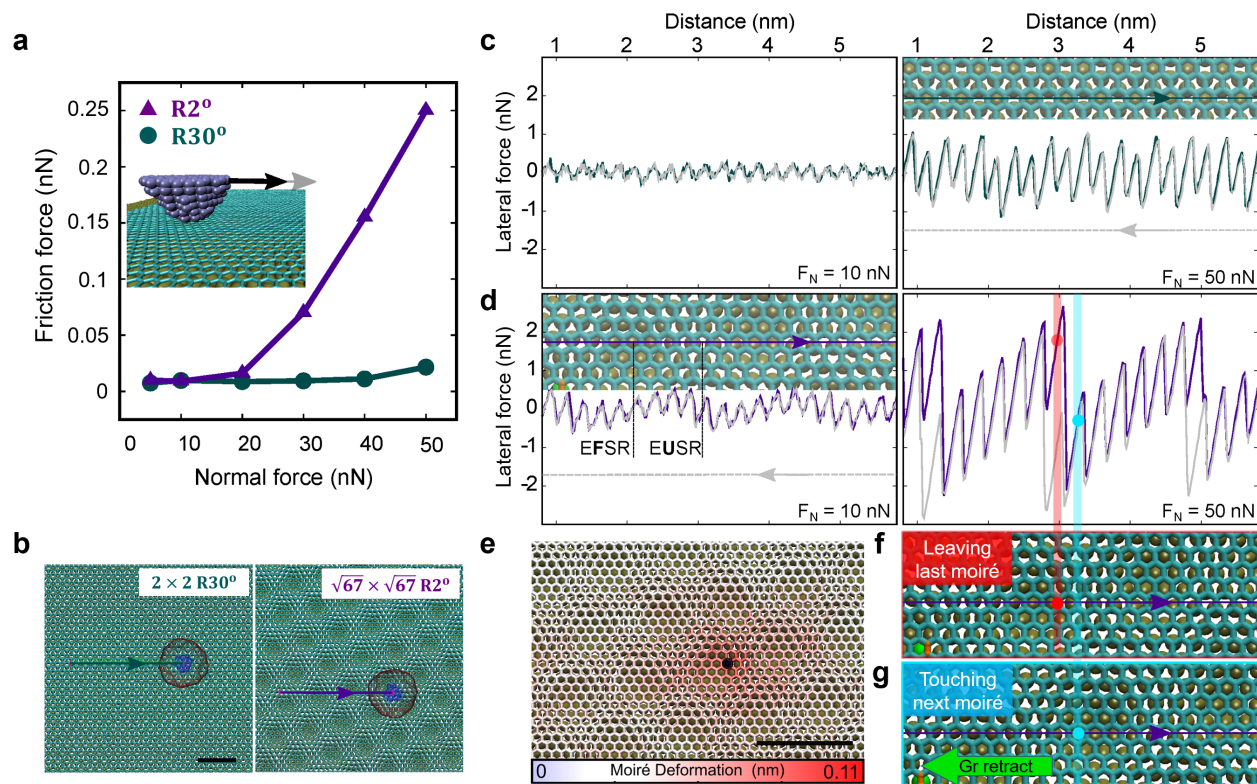 a
R2°
R30°
Friction force (nN)
0.25
0.2
0.15
0.1
0.05
0
0
10
20
30
40
50
Normal force (nN)
b
2 × 2 R30°
√67 × √67 R2°
c
Distance (nm)
1
2
3
4
5
Lateral force (nN)
2
1
0
-1
-2
F_N = 10 nN
Distance (nm)
1
2
3
4
5
F_N = 50 nN
d
Lateral force (nN)
2
1
0
-1
-2
EFSR
EUSR
F_N = 10 nN
F_N = 50 nN
e
0
Moiré Deformation (nm)
0.11
f
Leaving
last moiré
g
Touching
next moiré
Gr retract